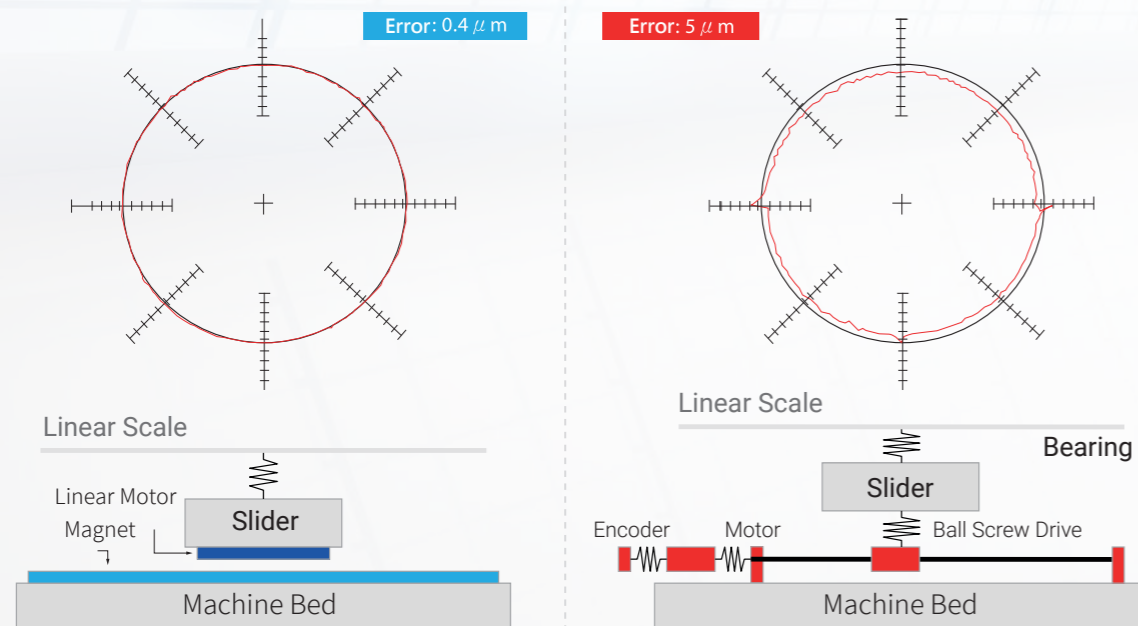 Error: 0.4 μ m
Linear Scale
Linear Motor
Magnet
Slider
Machine Bed
Error: 5 μ m
Linear Scale
Bearing
Slider
Encoder
Motor
Ball Screw Drive
Machine Bed